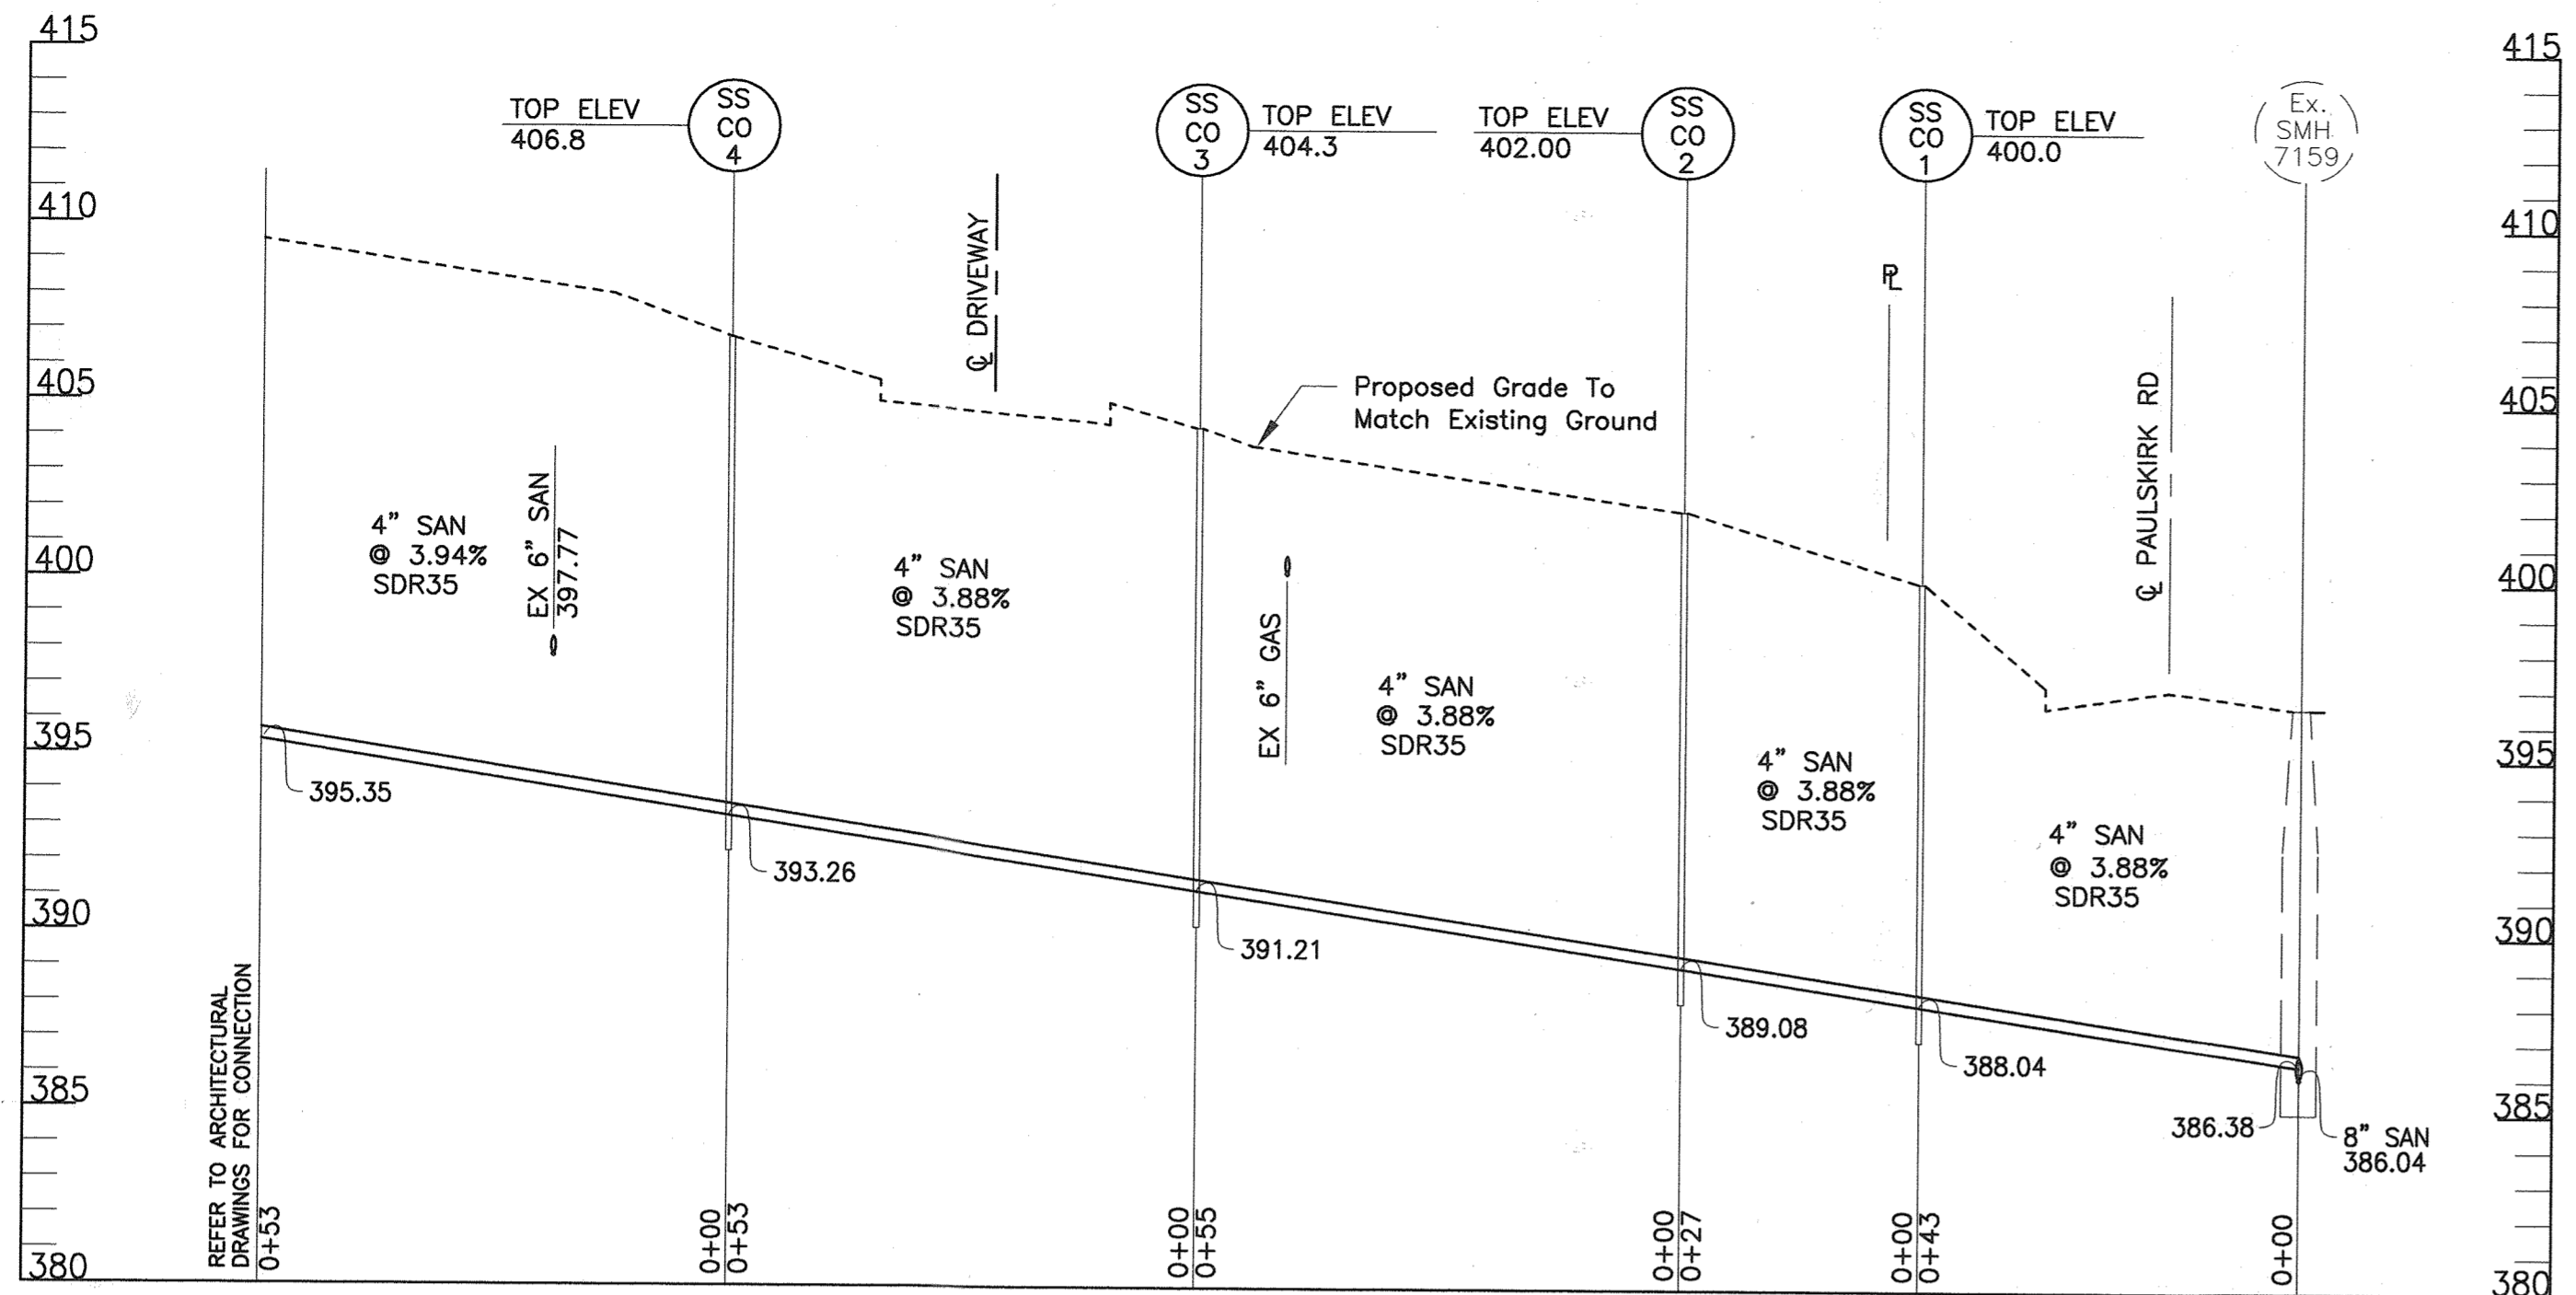 415
415
SS
CO
4
TOP ELEV
406.8
SS
CO
3
TOP ELEV
404.3
TOP ELEV
402.00
SS
CO
2
SS
CO
1
TOP ELEV
400.0
Ex.
SMH
7159
410
410
℄ DRIVEWAY
PL
405
405
Proposed Grade To
Match Existing Ground
℄ PAULSKIRK RD
4" SAN
@ 3.94%
SDR35
EX 6" SAN
397.77
4" SAN
@ 3.88%
SDR35
400
400
EX 6" GAS
4" SAN
@ 3.88%
SDR35
4" SAN
@ 3.88%
SDR35
4" SAN
@ 3.88%
SDR35
395
395
395.35
393.26
391.21
389.08
388.04
386.38
8" SAN
386.04
390
390
385
385
REFER TO ARCHITECTURAL
DRAWINGS FOR CONNECTION
0+53
0+00
0+53
0+00
0+55
0+00
0+27
0+00
0+43
0+00
380
380